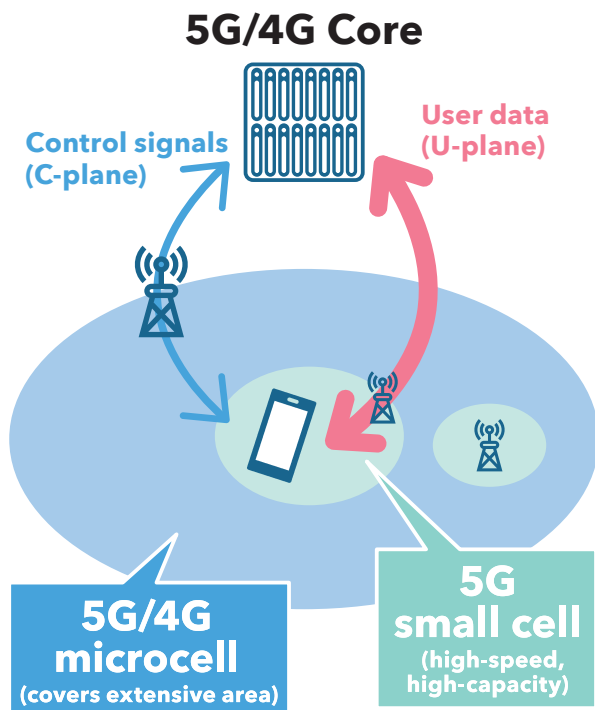 5G/4G Core
Control signals
(C-plane)
User data
(U-plane)
5G/4G
microcell
(covers extensive area)
5G
small cell
(high-speed,
high-capacity)